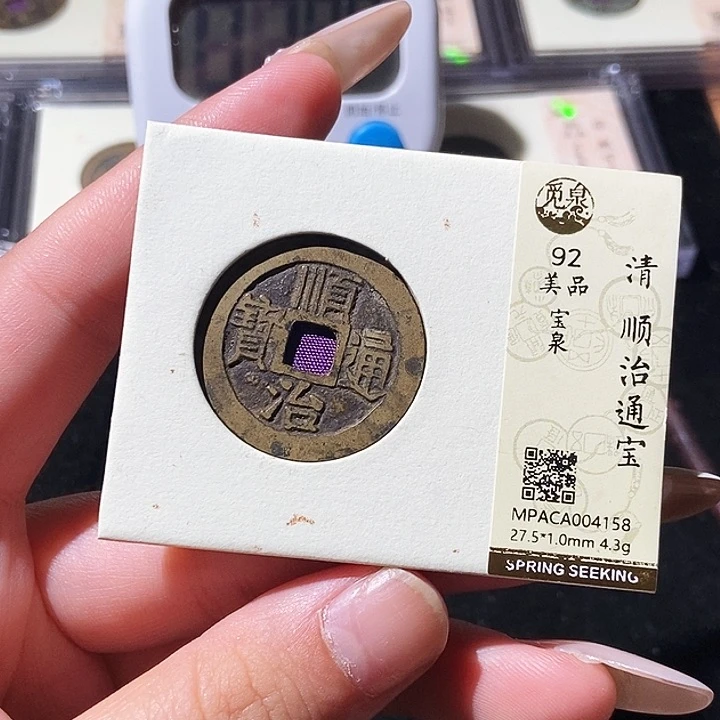 順
治
通
寳
觅泉
92
美品
宝泉
清 顺治通宝
MPACA004158
27.5*1.0mm 4.3g
SPRING SEEKING